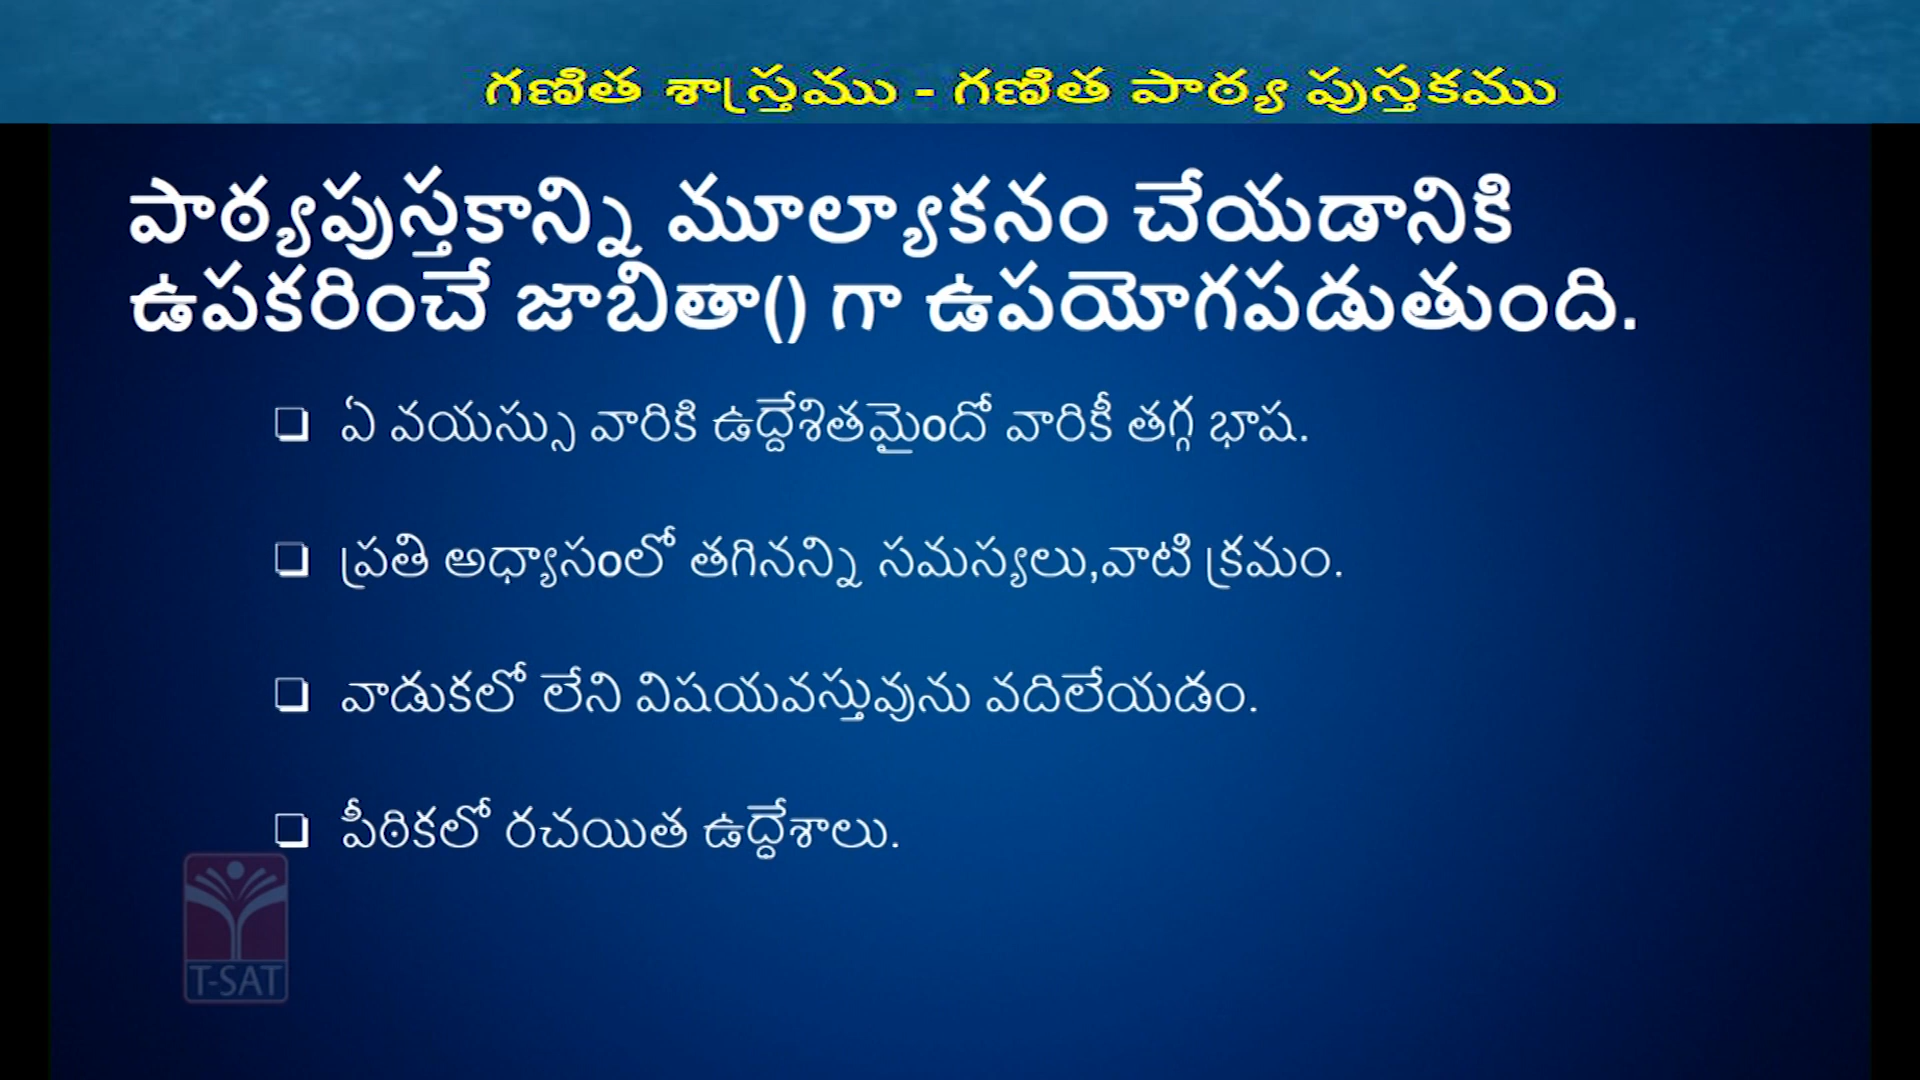 గణిత శాస్త్రము - గణిత పాఠ్య పుస్తకము
పాఠ్యపుస్తకాన్ని మూల్యాకనం చేయడానికి
ఉపకరించే జాబితా() గా ఉపయోగపడుతుంది.
ఏ వయస్సు వారికి ఉద్దేశితమైందో వారికీ తగ్గ భాష.
ప్రతి అధ్యాసంలో తగినన్ని సమస్యలు,వాటి క్రమం.
వాడుకలో లేని విషయవస్తువును వదిలేయడం.
పీఠికలో రచయిత ఉద్ధేశాలు.
T-SAT